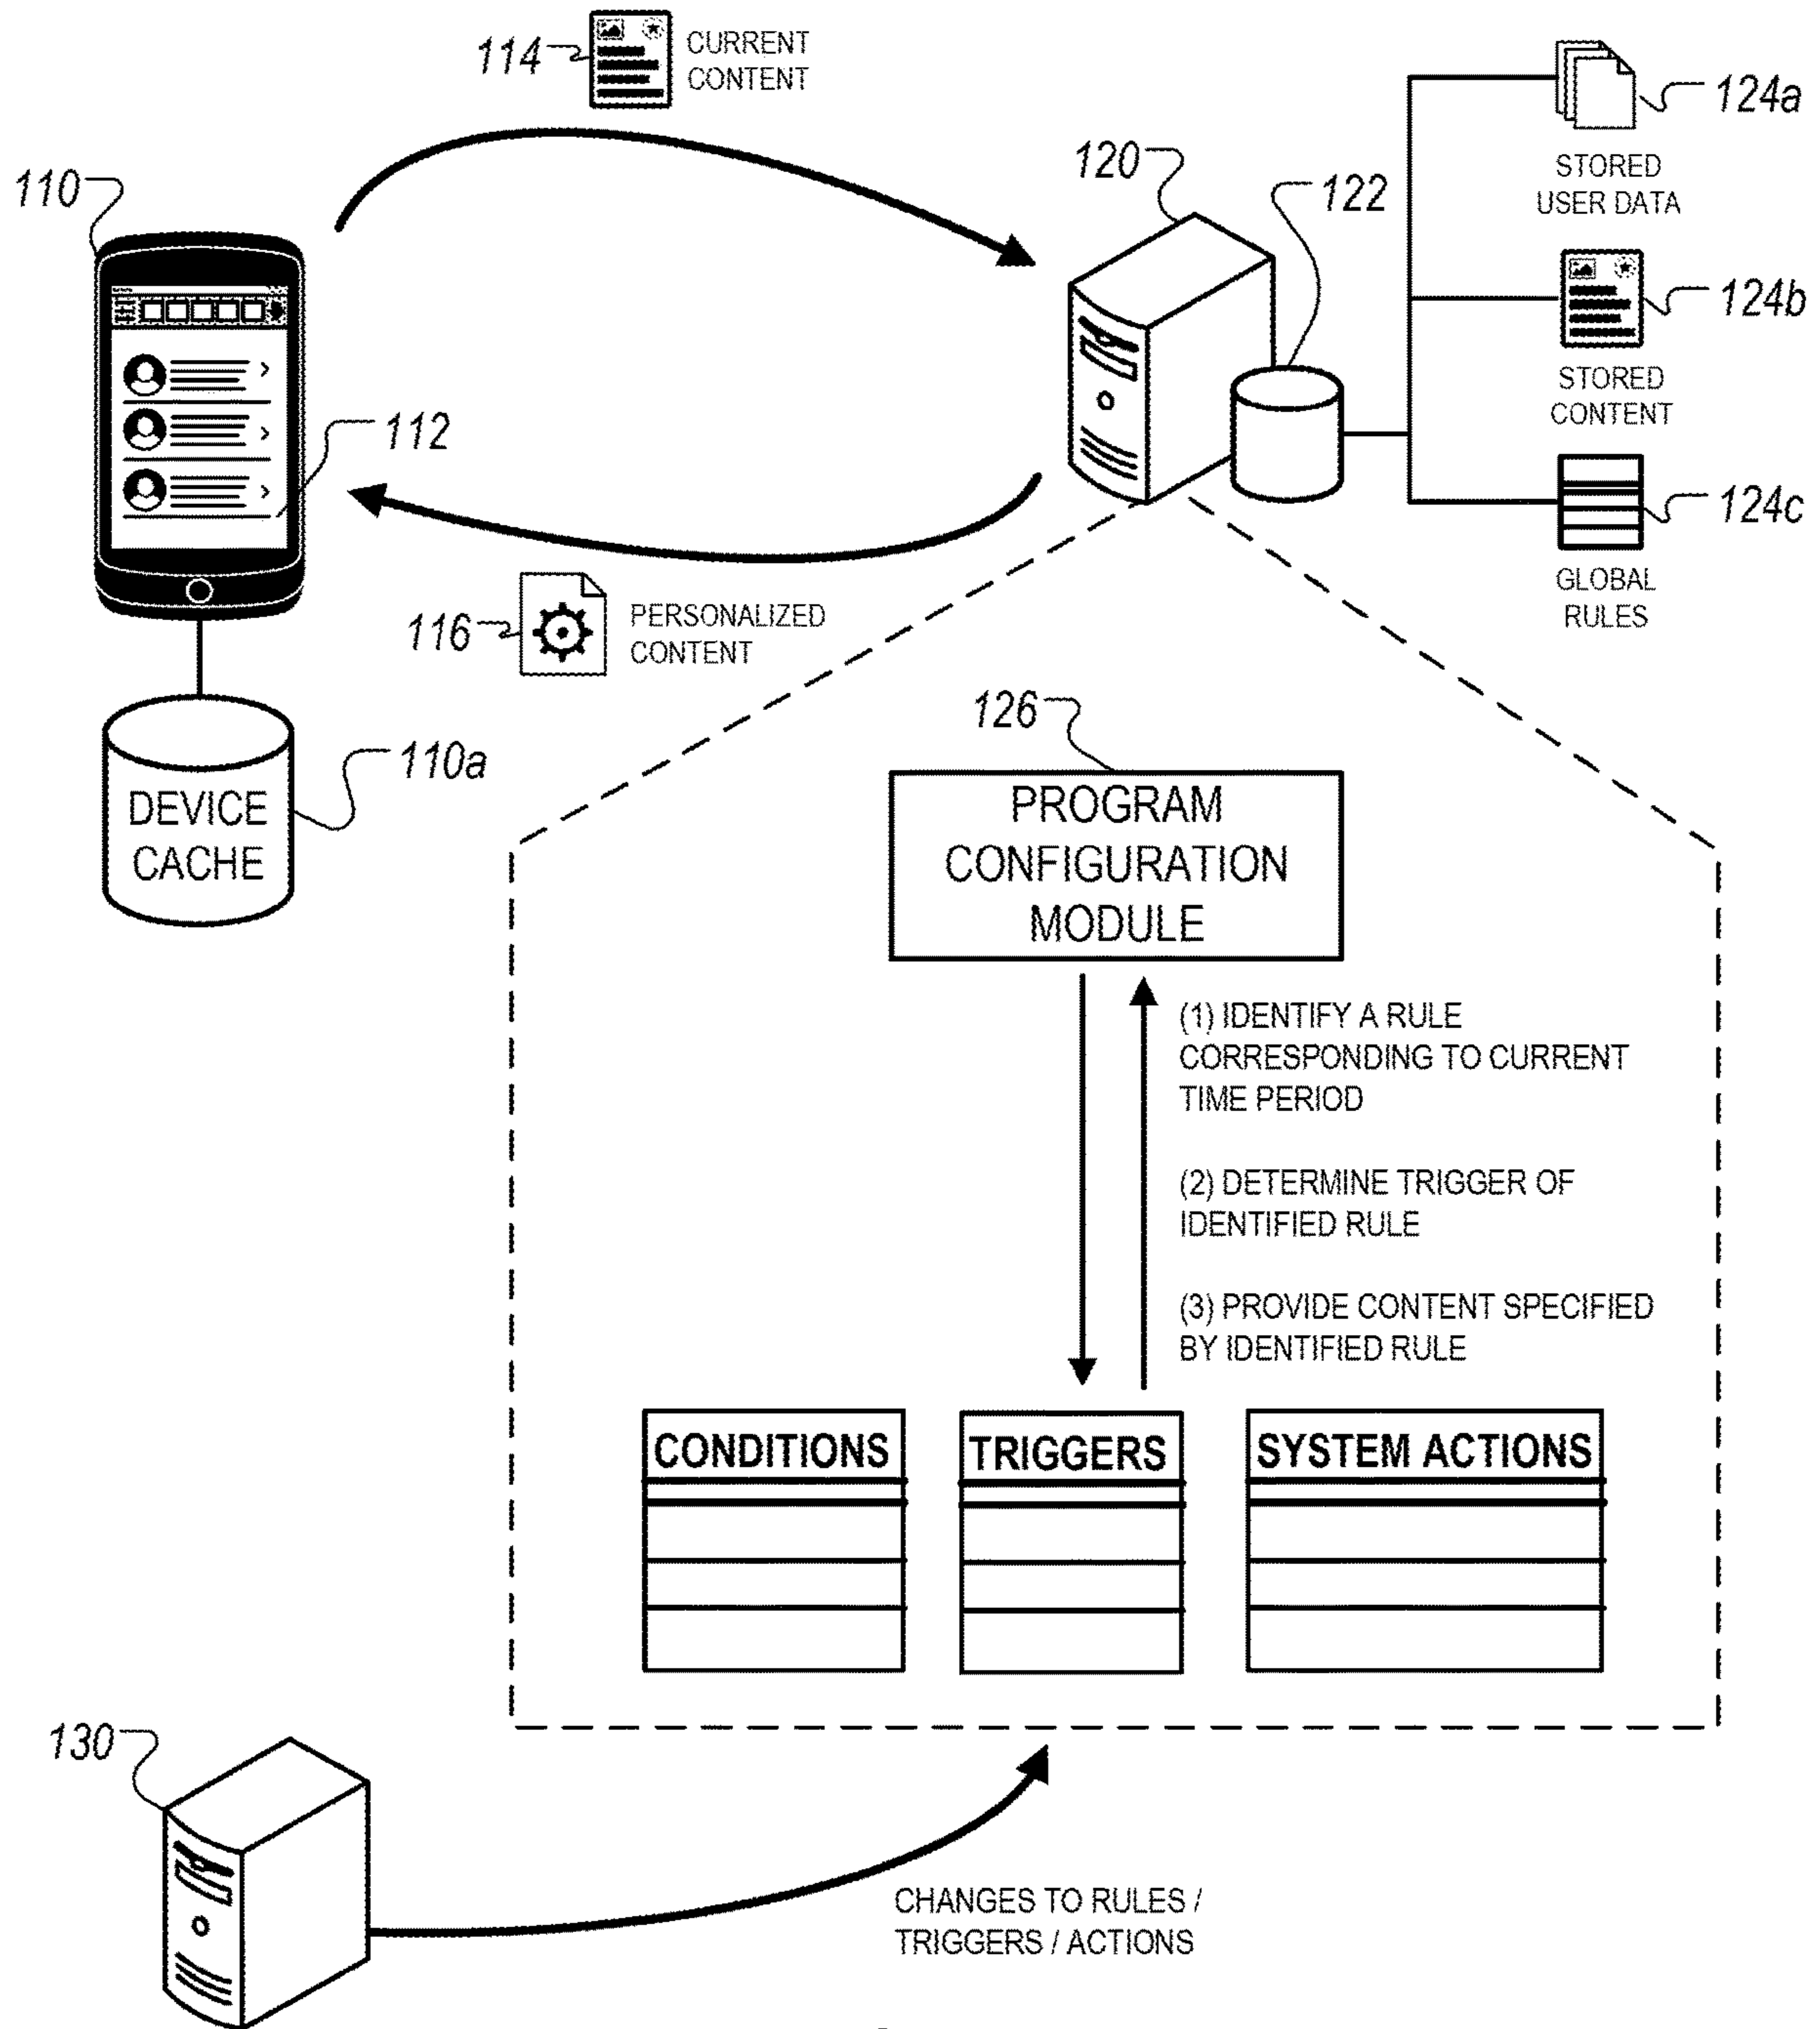 114
CURRENT
CONTENT
124a
STORED
USER DATA
110
120
122
124b
STORED
CONTENT
112
124c
GLOBAL
RULES
116
PERSONALIZED
CONTENT
110a
DEVICE
CACHE
126
PROGRAM
CONFIGURATION
MODULE
(1) IDENTIFY A RULE
CORRESPONDING TO CURRENT
TIME PERIOD
(2) DETERMINE TRIGGER OF
IDENTIFIED RULE
(3) PROVIDE CONTENT SPECIFIED
BY IDENTIFIED RULE
CONDITIONS
TRIGGERS
SYSTEM ACTIONS
130
CHANGES TO RULES /
TRIGGERS / ACTIONS